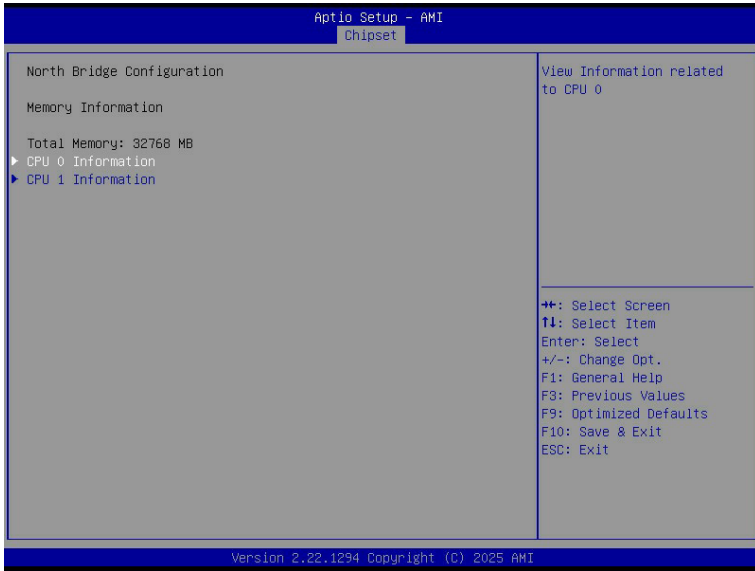 Aptio Setup – AMI
Chipset
North Bridge Configuration
Memory Information
Total Memory: 32768 MB
CPU 0 Information
CPU 1 Information
View Information related
to CPU 0
→←: Select Screen
↑↓: Select Item
Enter: Select
+/-: Change Opt.
F1: General Help
F3: Previous Values
F9: Optimized Defaults
F10: Save & Exit
ESC: Exit
Version 2.22.1294 Copyright (C) 2025 AMI